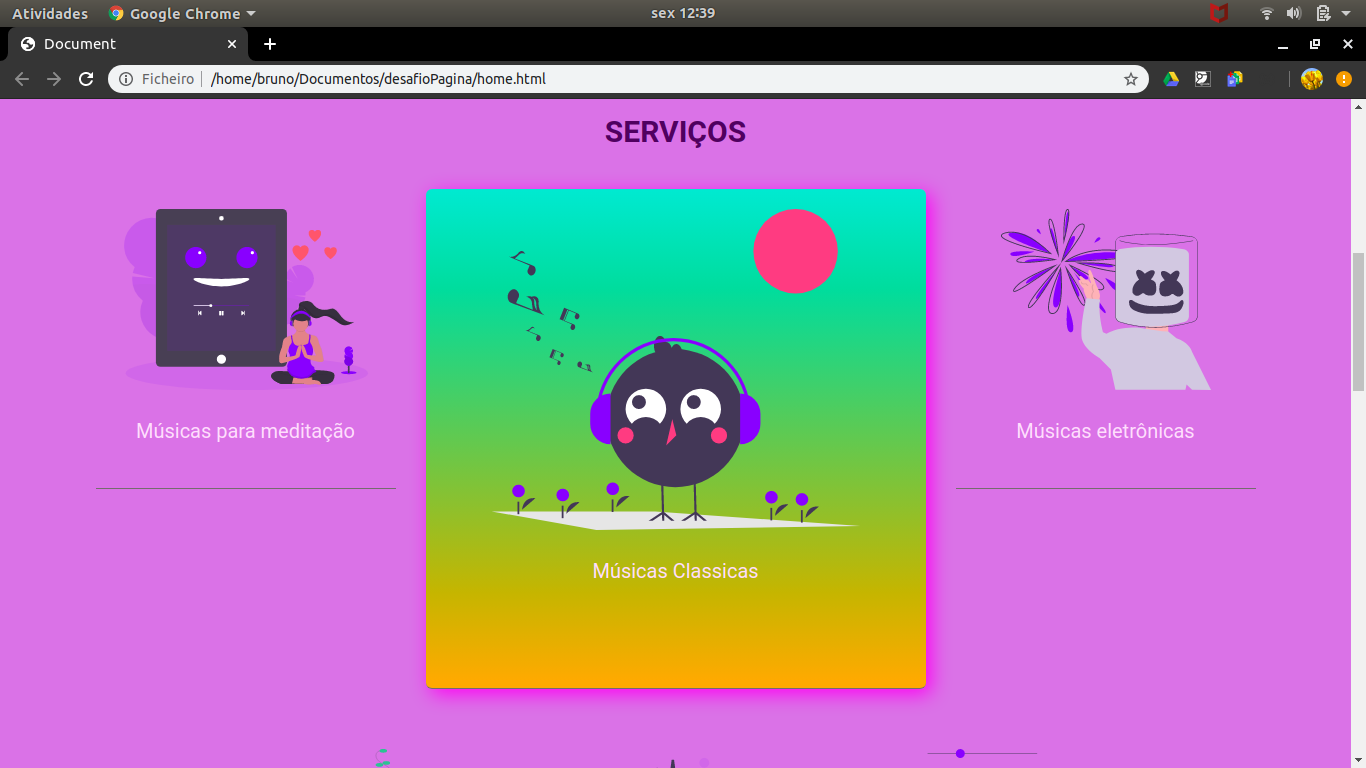 Atividades
Google Chrome
sex 12:39
Document
Ficheiro
/home/bruno/Documentos/desafioPagina/home.html
SERVIÇOS
Músicas para meditação
Músicas Classicas
Músicas eletrônicas